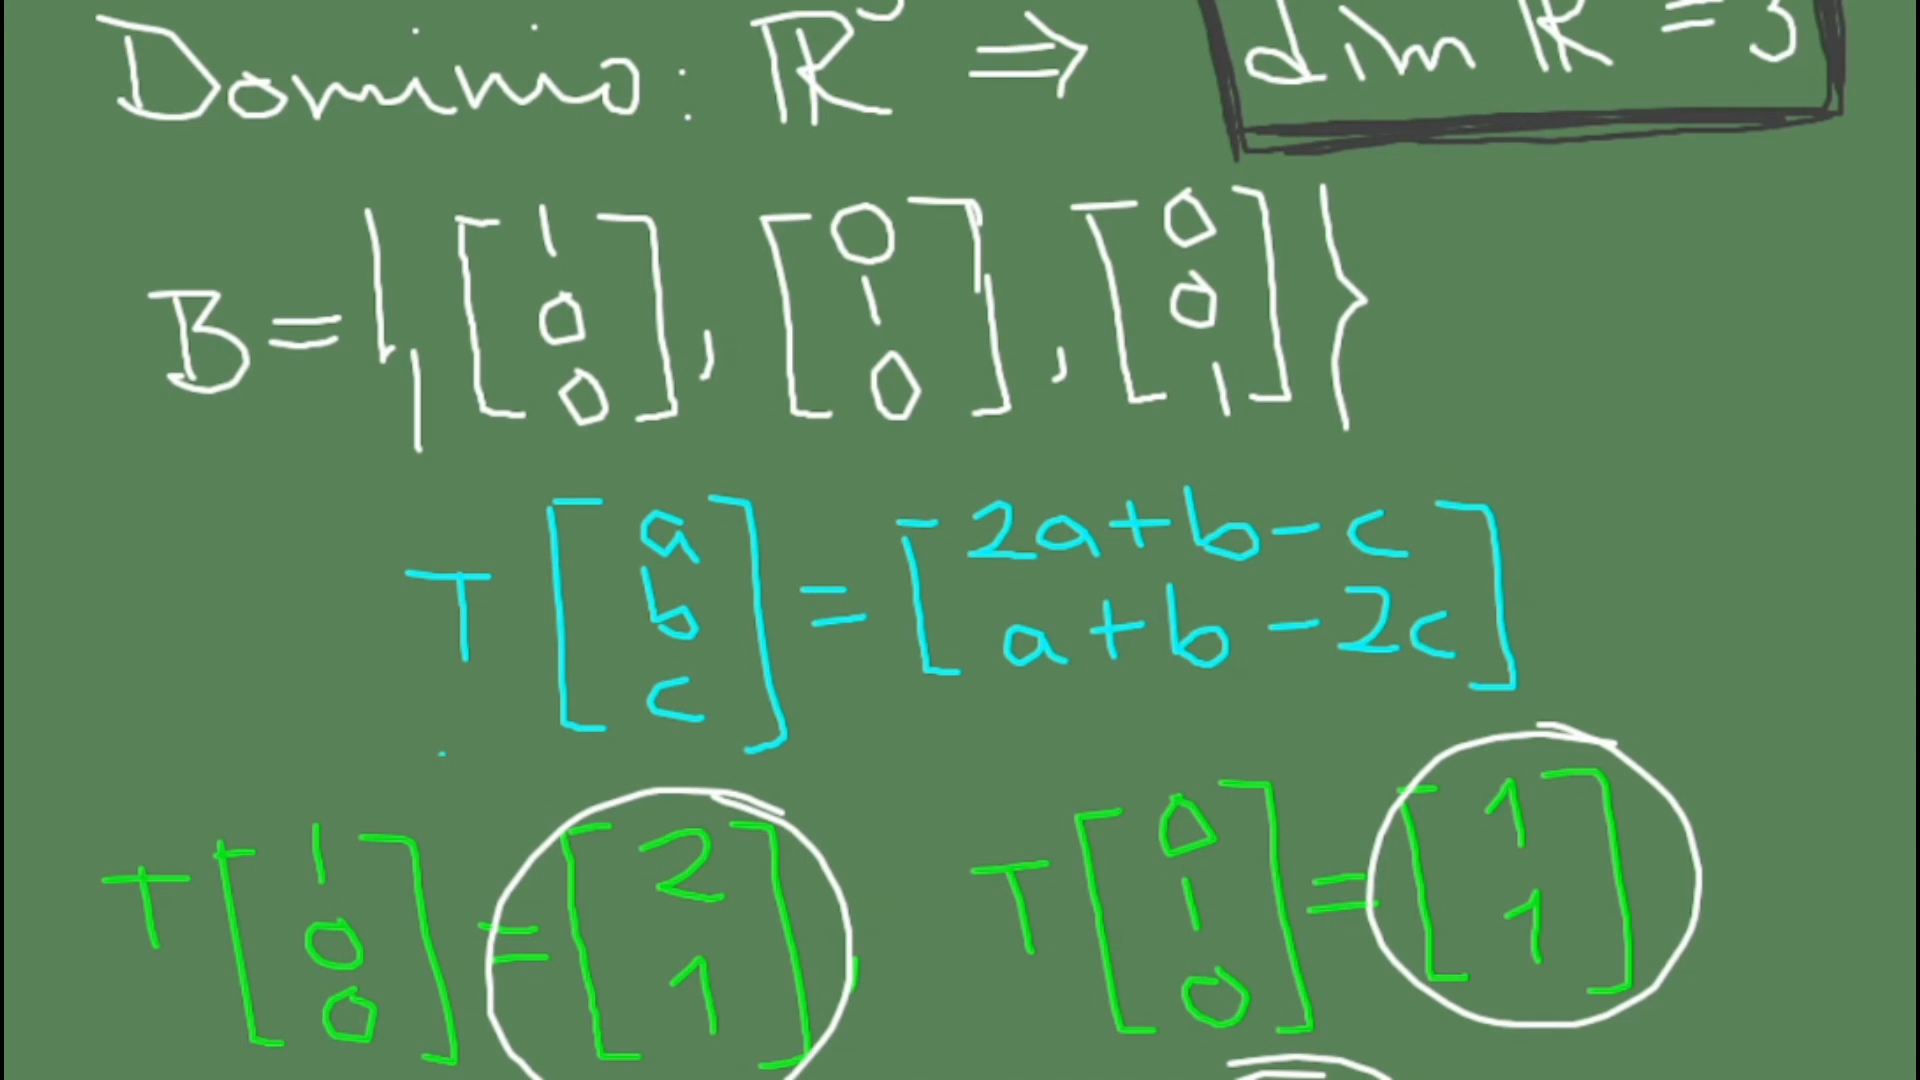 Dominio: ℝ³ ⇒ dim ℝ = 3
B = { [1 0 0], [0 1 0], [0 0 1] }
T [a b c] = [2a+b-c
a+b-2c]
T [1 0 0] = [2 1] T [0 1 0] = [1 1]